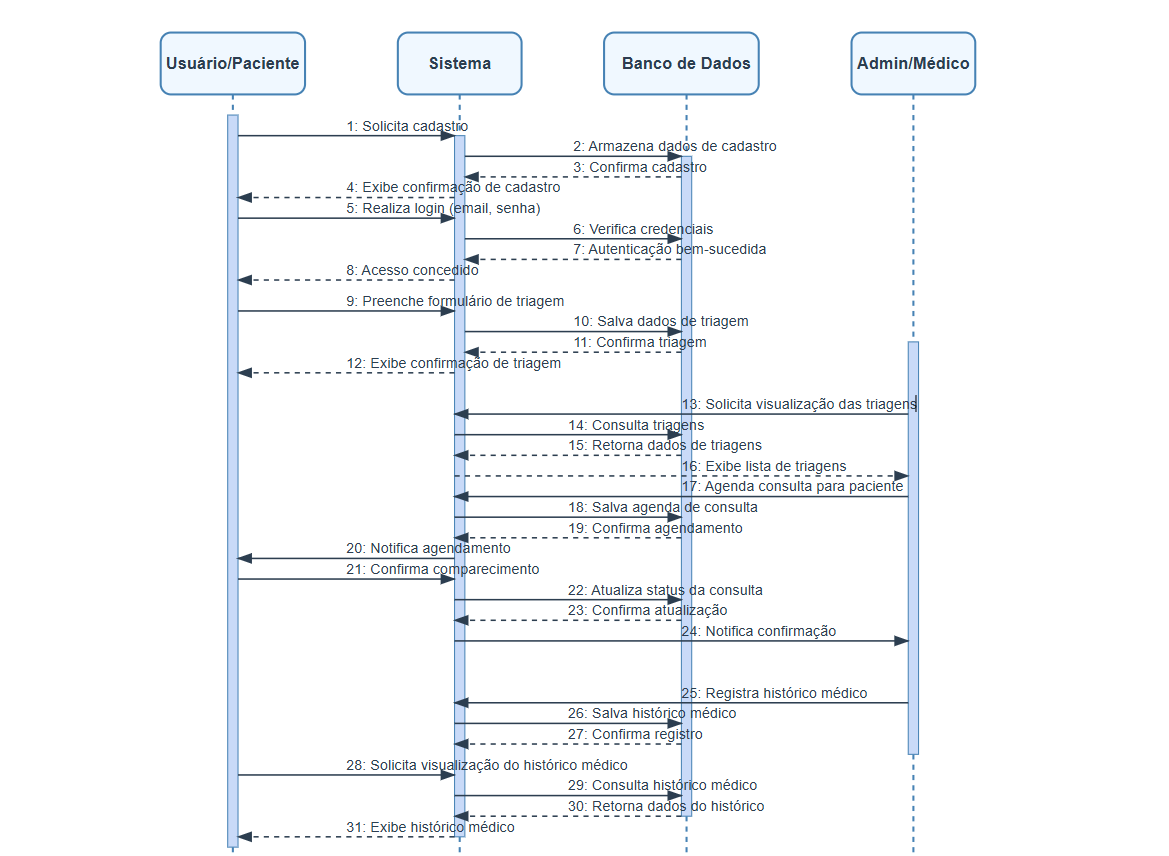 Usuário/Paciente
Sistema
Banco de Dados
Admin/Médico
1: Solicita cadastro
2: Armazena dados de cadastro
3: Confirma cadastro
4: Exibe confirmação de cadastro
5: Realiza login (email, senha)
6: Verifica credenciais
7: Autenticação bem-sucedida
8: Acesso concedido
9: Preenche formulário de triagem
10: Salva dados de triagem
11: Confirma triagem
12: Exibe confirmação de triagem
13: Solicita visualização das triagens
14: Consulta triagens
15: Retorna dados de triagens
16: Exibe lista de triagens
17: Agenda consulta para paciente
18: Salva agenda de consulta
19: Confirma agendamento
20: Notifica agendamento
21: Confirma comparecimento
22: Atualiza status da consulta
23: Confirma atualização
24: Notifica confirmação
25: Registra histórico médico
26: Salva histórico médico
27: Confirma registro
28: Solicita visualização do histórico médico
29: Consulta histórico médico
30: Retorna dados do histórico
31: Exibe histórico médico